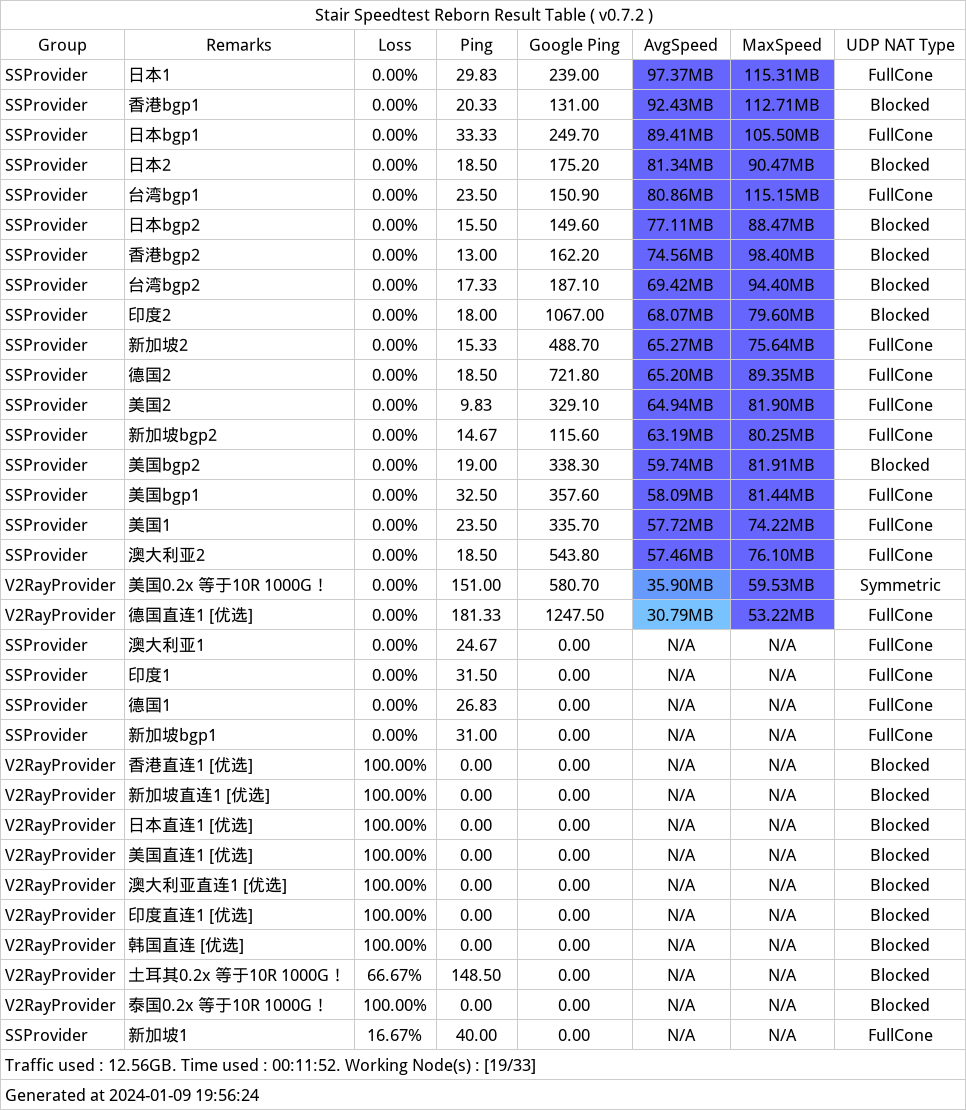 Stair Speedtest Reborn Result Table ( v0.7.2 )
Group Remarks Loss Ping Google Ping AvgSpeed MaxSpeed UDP NAT Type
SSProvider 日本1 0.00% 29.83 239.00 97.37MB 115.31MB FullCone
SSProvider 香港bgp1 0.00% 20.33 131.00 92.43MB 112.71MB Blocked
SSProvider 日本bgp1 0.00% 33.33 249.70 89.41MB 105.50MB FullCone
SSProvider 日本2 0.00% 18.50 175.20 81.34MB 90.47MB Blocked
SSProvider 台湾bgp1 0.00% 23.50 150.90 80.86MB 115.15MB FullCone
SSProvider 日本bgp2 0.00% 15.50 149.60 77.11MB 88.47MB Blocked
SSProvider 香港bgp2 0.00% 13.00 162.20 74.56MB 98.40MB Blocked
SSProvider 台湾bgp2 0.00% 17.33 187.10 69.42MB 94.40MB Blocked
SSProvider 印度2 0.00% 18.00 1067.00 68.07MB 79.60MB Blocked
SSProvider 新加坡2 0.00% 15.33 488.70 65.27MB 75.64MB FullCone
SSProvider 德国2 0.00% 18.50 721.80 65.20MB 89.35MB FullCone
SSProvider 美国2 0.00% 9.83 329.10 64.94MB 81.90MB FullCone
SSProvider 新加坡bgp2 0.00% 14.67 115.60 63.19MB 80.25MB FullCone
SSProvider 美国bgp2 0.00% 19.00 338.30 59.74MB 81.91MB Blocked
SSProvider 美国bgp1 0.00% 32.50 357.60 58.09MB 81.44MB FullCone
SSProvider 美国1 0.00% 23.50 335.70 57.72MB 74.22MB FullCone
SSProvider 澳大利亚2 0.00% 18.50 543.80 57.46MB 76.10MB FullCone
V2RayProvider 美国0.2x 等于10R 1000G！ 0.00% 151.00 580.70 35.90MB 59.53MB Symmetric
V2RayProvider 德国直连1 [优选] 0.00% 181.33 1247.50 30.79MB 53.22MB FullCone
SSProvider 澳大利亚1 0.00% 24.67 0.00 N/A N/A FullCone
SSProvider 印度1 0.00% 31.50 0.00 N/A N/A FullCone
SSProvider 德国1 0.00% 26.83 0.00 N/A N/A FullCone
SSProvider 新加坡bgp1 0.00% 31.00 0.00 N/A N/A FullCone
V2RayProvider 香港直连1 [优选] 100.00% 0.00 0.00 N/A N/A Blocked
V2RayProvider 新加坡直连1 [优选] 100.00% 0.00 0.00 N/A N/A Blocked
V2RayProvider 日本直连1 [优选] 100.00% 0.00 0.00 N/A N/A Blocked
V2RayProvider 美国直连1 [优选] 100.00% 0.00 0.00 N/A N/A Blocked
V2RayProvider 澳大利亚直连1 [优选] 100.00% 0.00 0.00 N/A N/A Blocked
V2RayProvider 印度直连1 [优选] 100.00% 0.00 0.00 N/A N/A Blocked
V2RayProvider 韩国直连 [优选] 100.00% 0.00 0.00 N/A N/A Blocked
V2RayProvider 土耳其0.2x 等于10R 1000G！ 66.67% 148.50 0.00 N/A N/A Blocked
V2RayProvider 泰国0.2x 等于10R 1000G！ 100.00% 0.00 0.00 N/A N/A Blocked
SSProvider 新加坡1 16.67% 40.00 0.00 N/A N/A FullCone
Traffic used : 12.56GB. Time used : 00:11:52. Working Node(s) : [19/33]
Generated at 2024-01-09 19:56:24